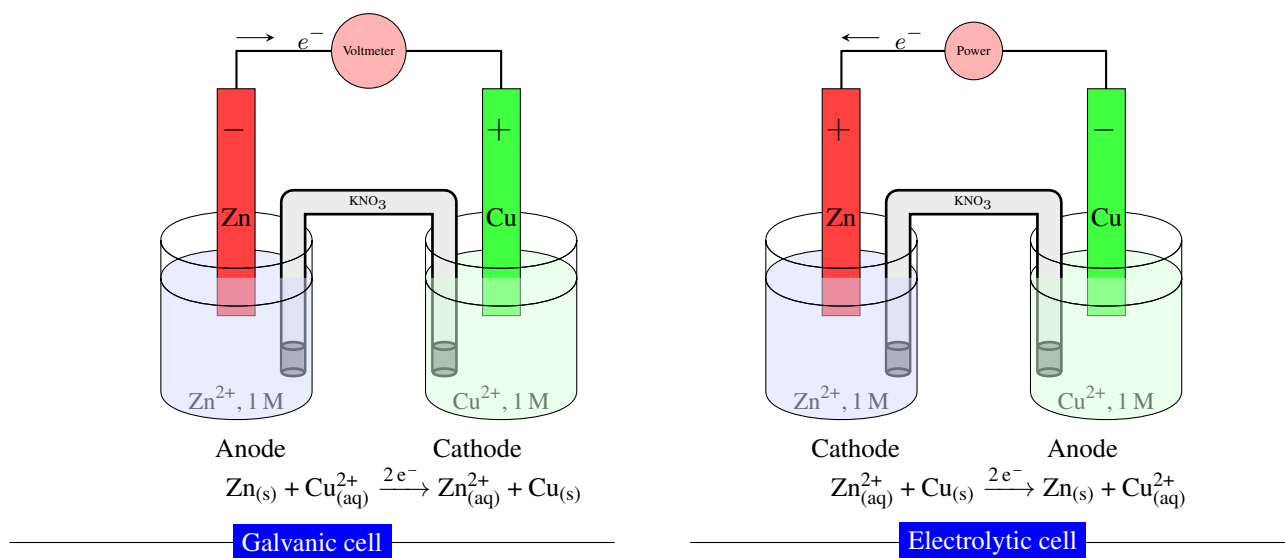 e⁻ Voltmeter
− +
KNO₃
Zn Cu
Zn²⁺, 1 M Cu²⁺, 1 M
Anode Cathode
Zn₍s₎ + Cu²⁺₍aq₎ 2 e⁻ → Zn²⁺₍aq₎ + Cu₍s₎
Galvanic cell
e⁻ Power
+ −
KNO₃
Zn Cu
Zn²⁺, 1 M Cu²⁺, 1 M
Cathode Anode
Zn²⁺₍aq₎ + Cu₍s₎ 2 e⁻ → Zn₍s₎ + Cu²⁺₍aq₎
Electrolytic cell